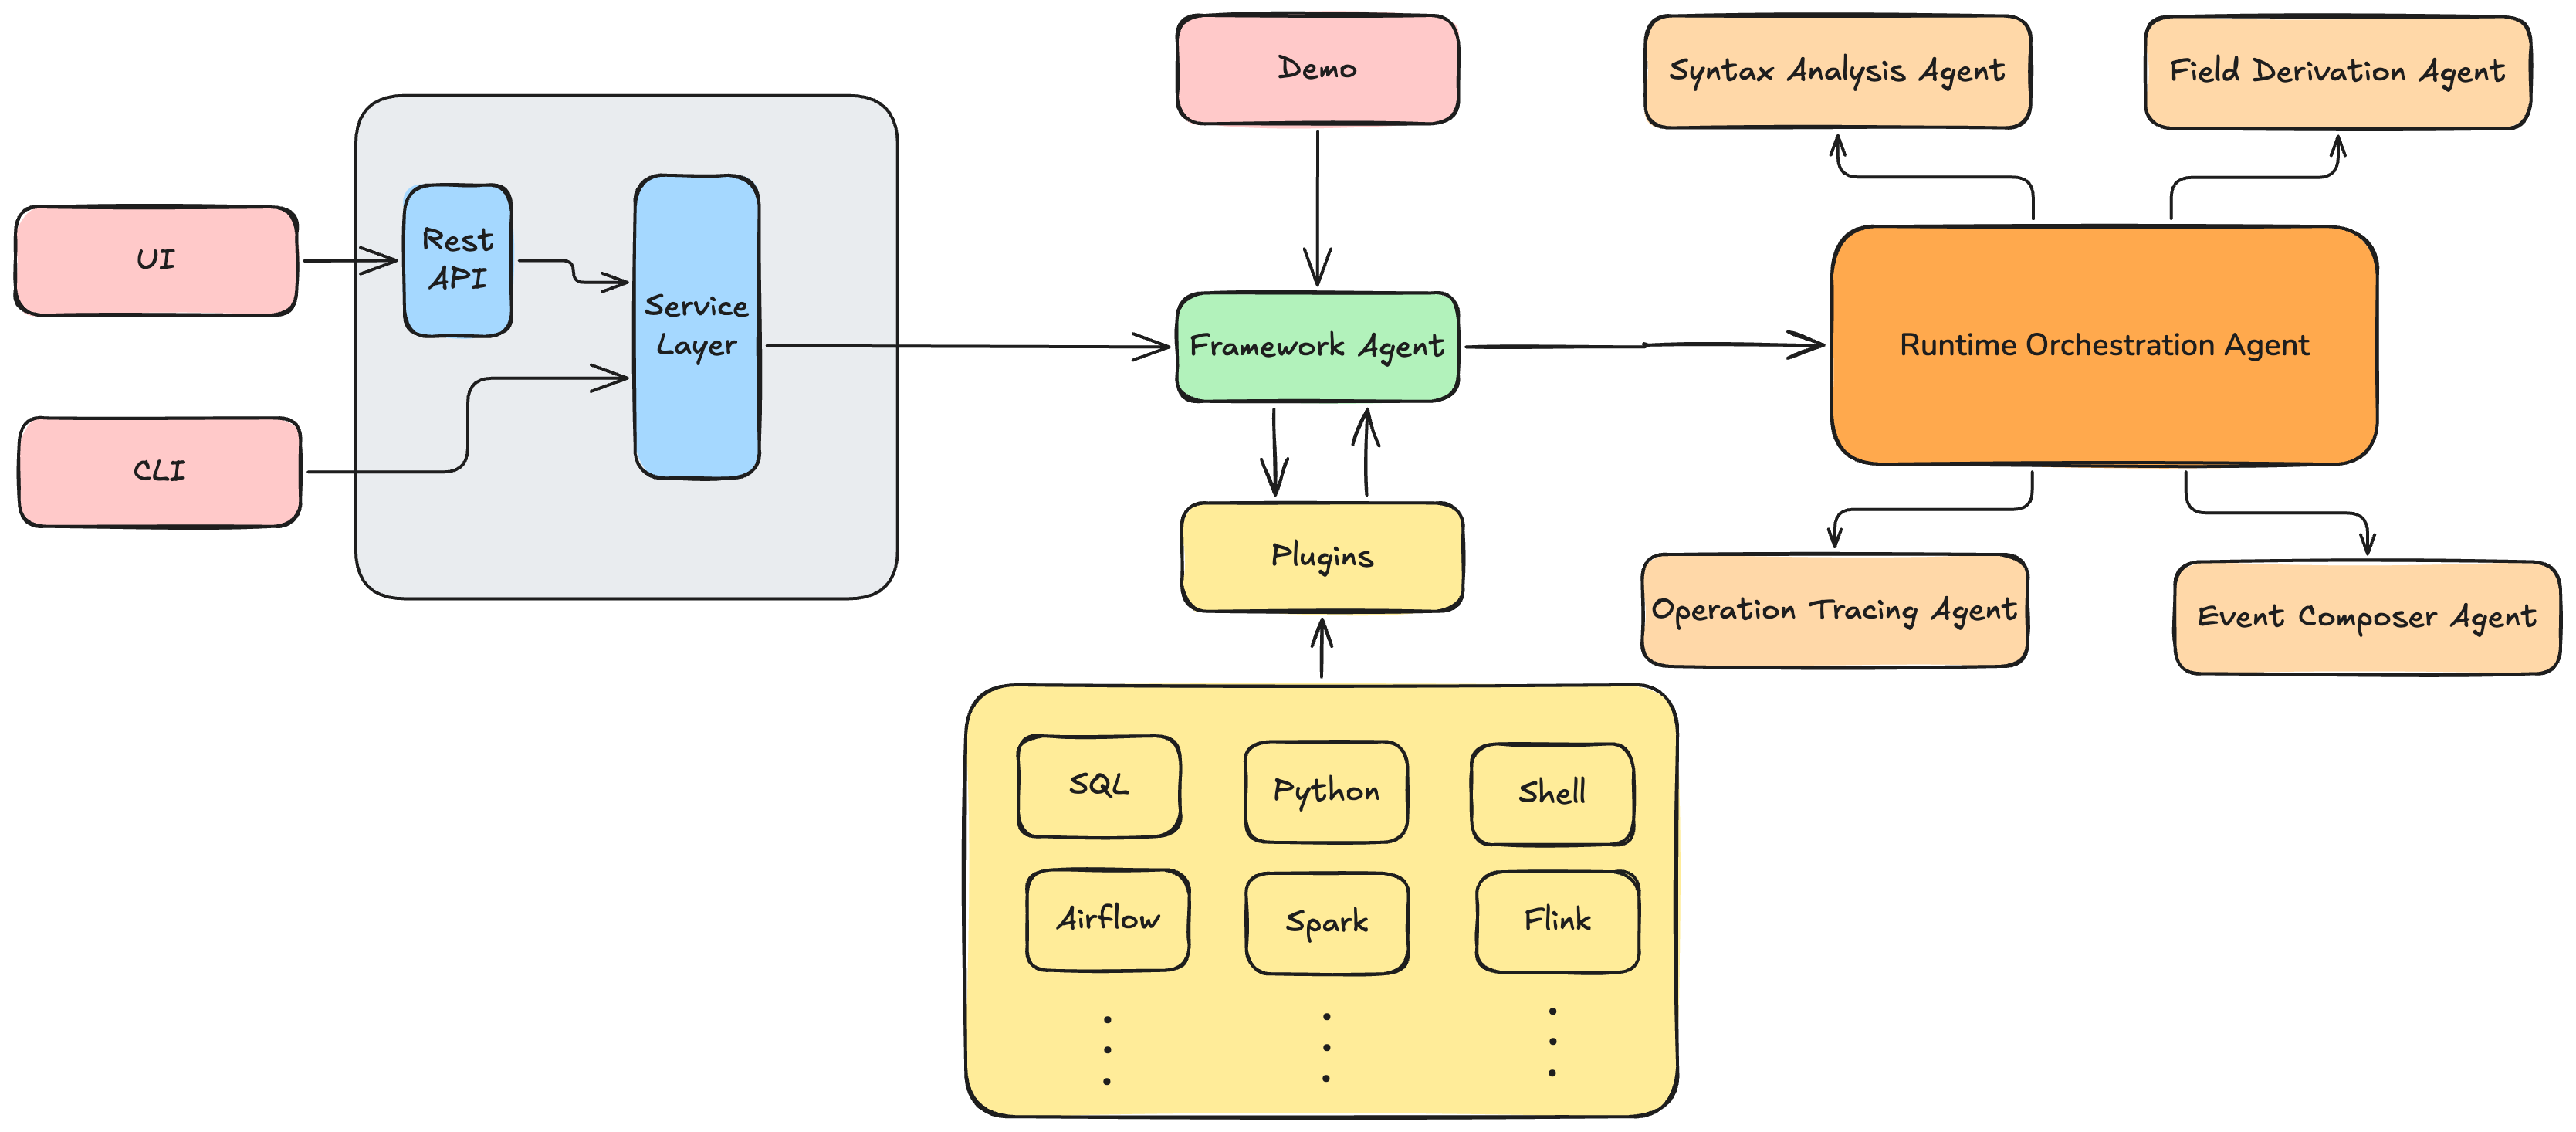 Demo
Syntax Analysis Agent
Field Derivation Agent
UI
Rest
API
Service
Layer
CLI
Framework Agent
Runtime Orchestration Agent
Plugins
Operation Tracing Agent
Event Composer Agent
SQL
Python
Shell
Airflow
Spark
Flink